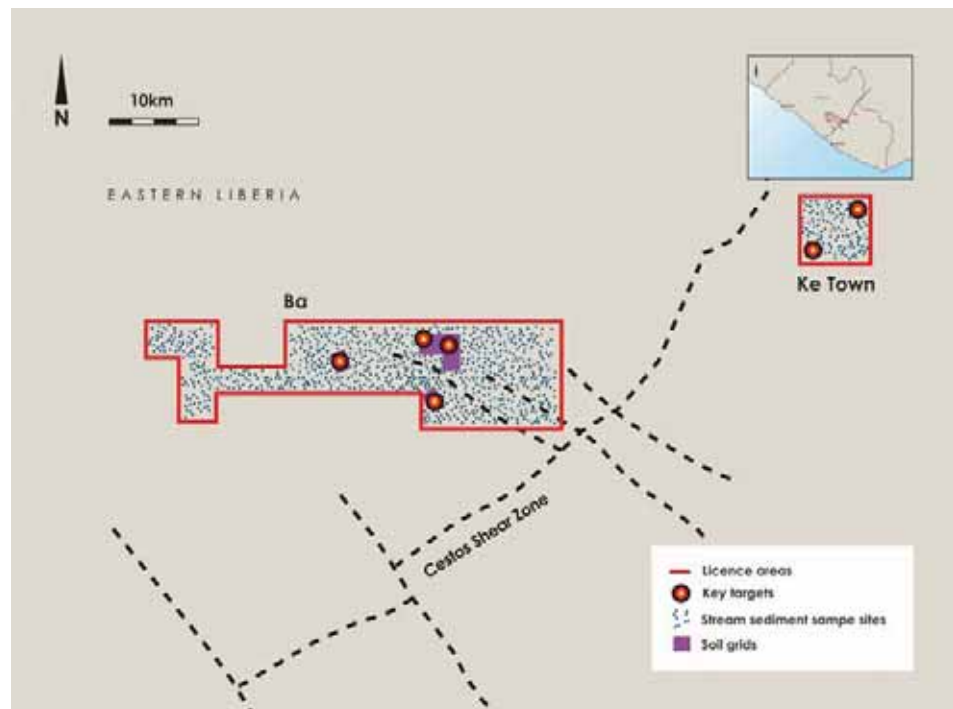 10km
N
EASTERN LIBERIA
Ke Town
Ba
Cestos Shear Zone
Licence areas
Key targets
Stream sediment sampe sites
Soil grids